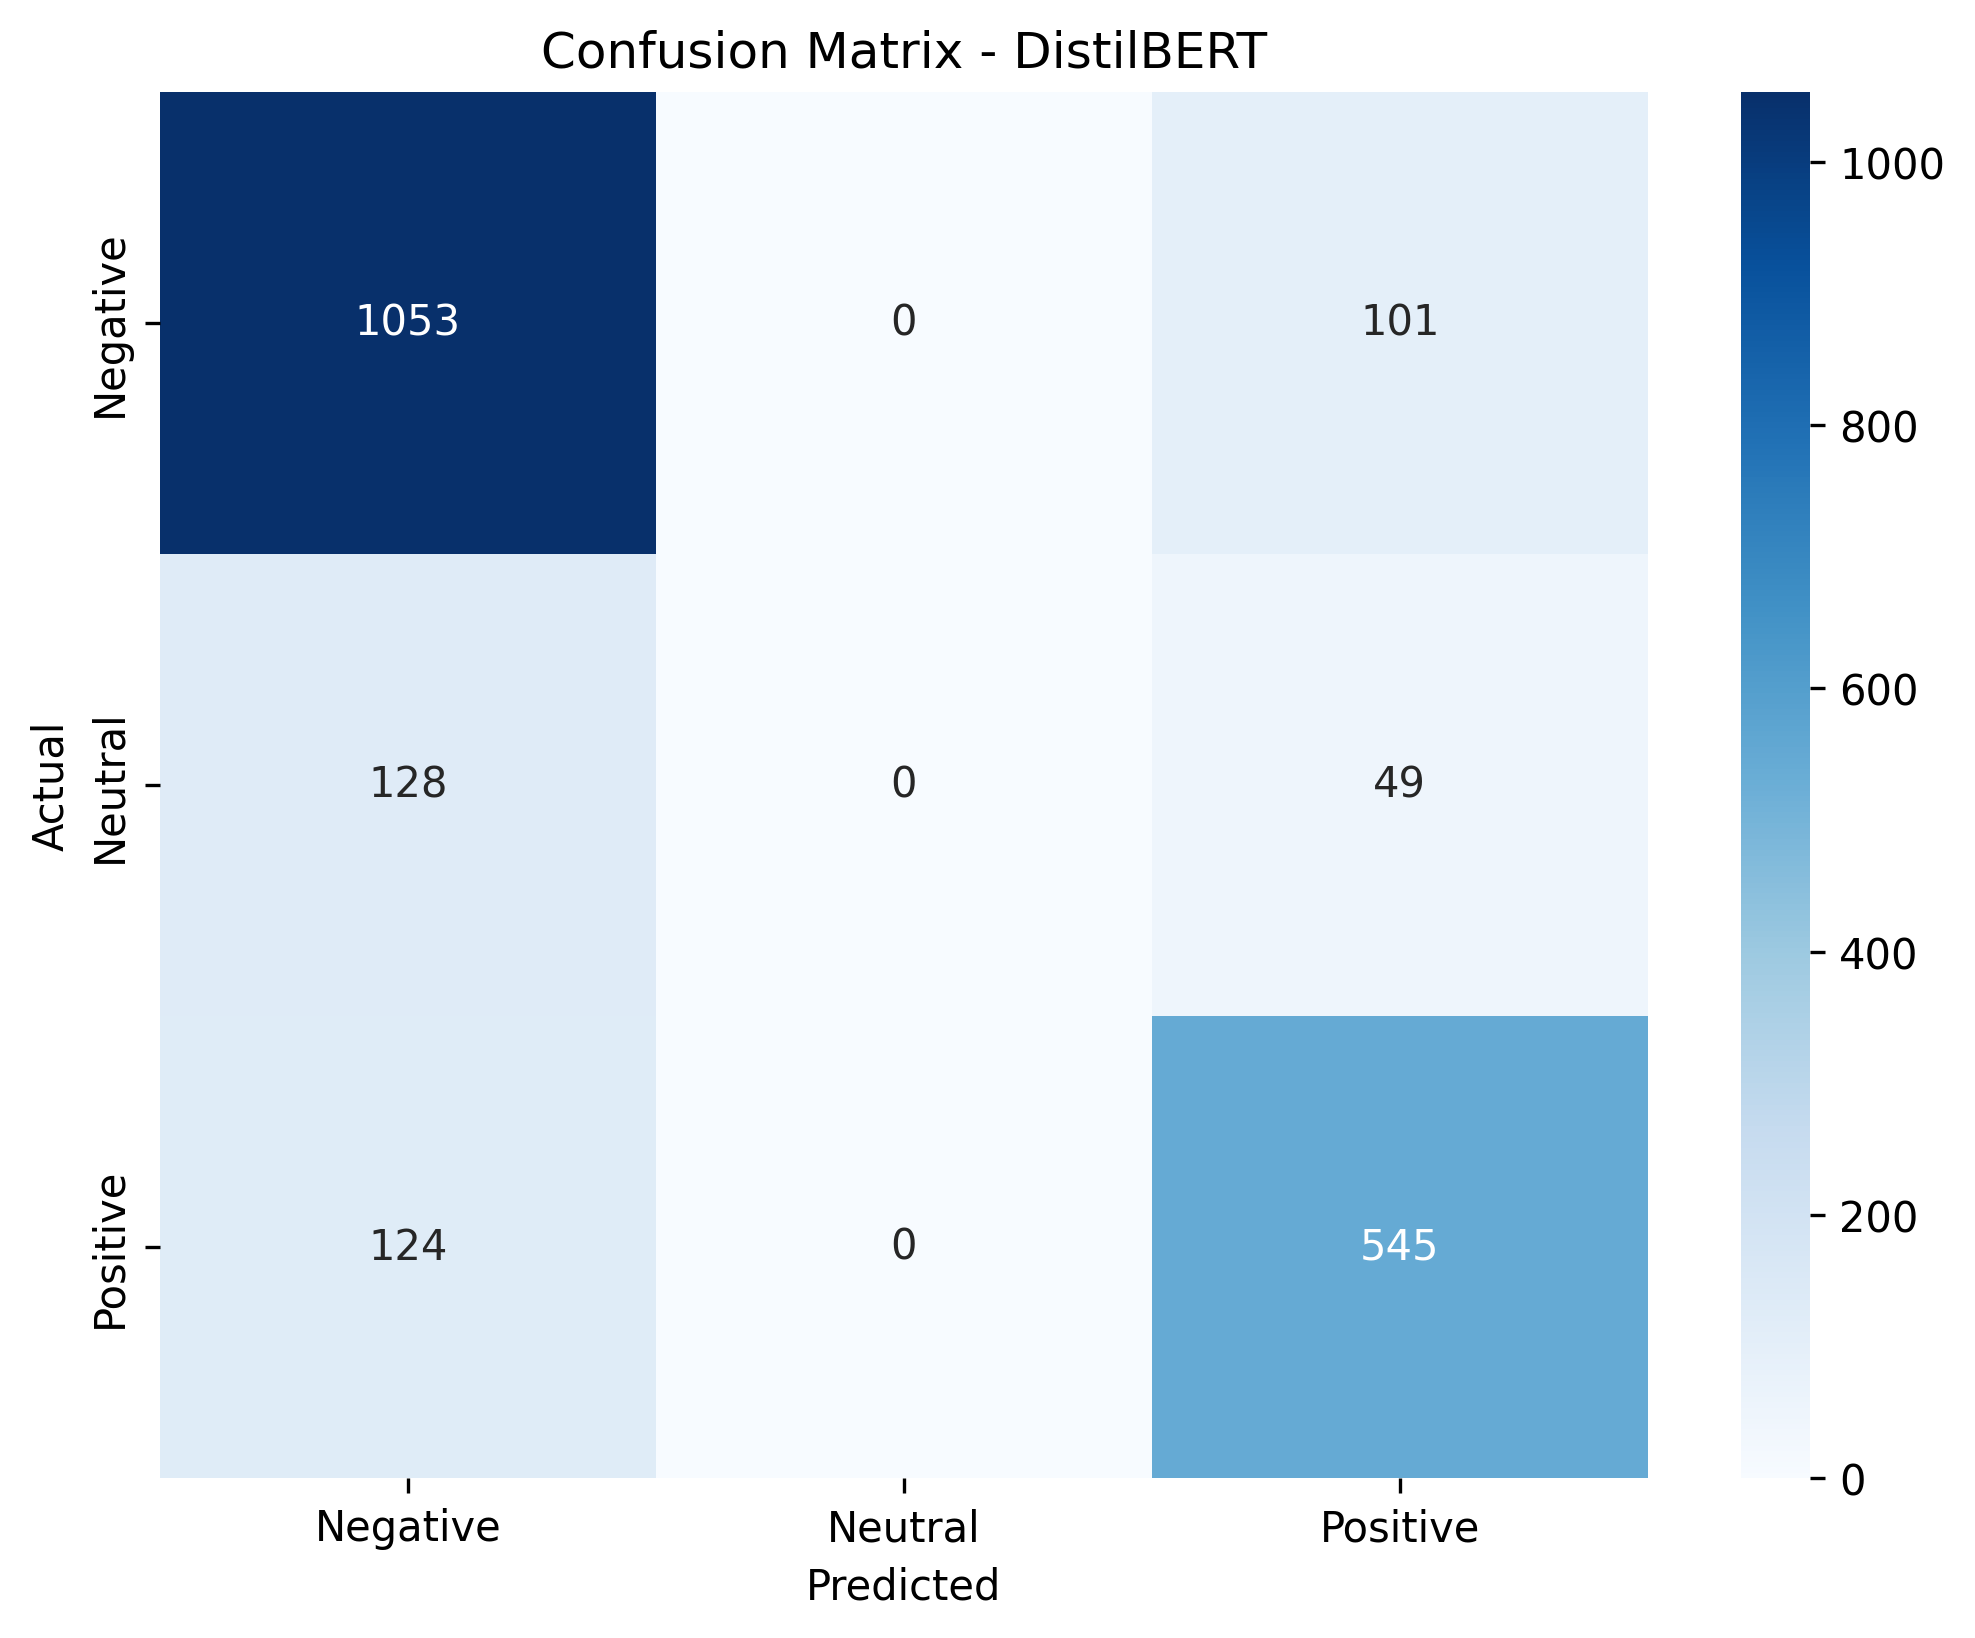 Confusion Matrix - DistilBERT
Actual
Negative
1053
0
101
Neutral
128
0
49
Positive
124
0
545
Negative
Neutral
Positive
Predicted
1000
800
600
400
200
0